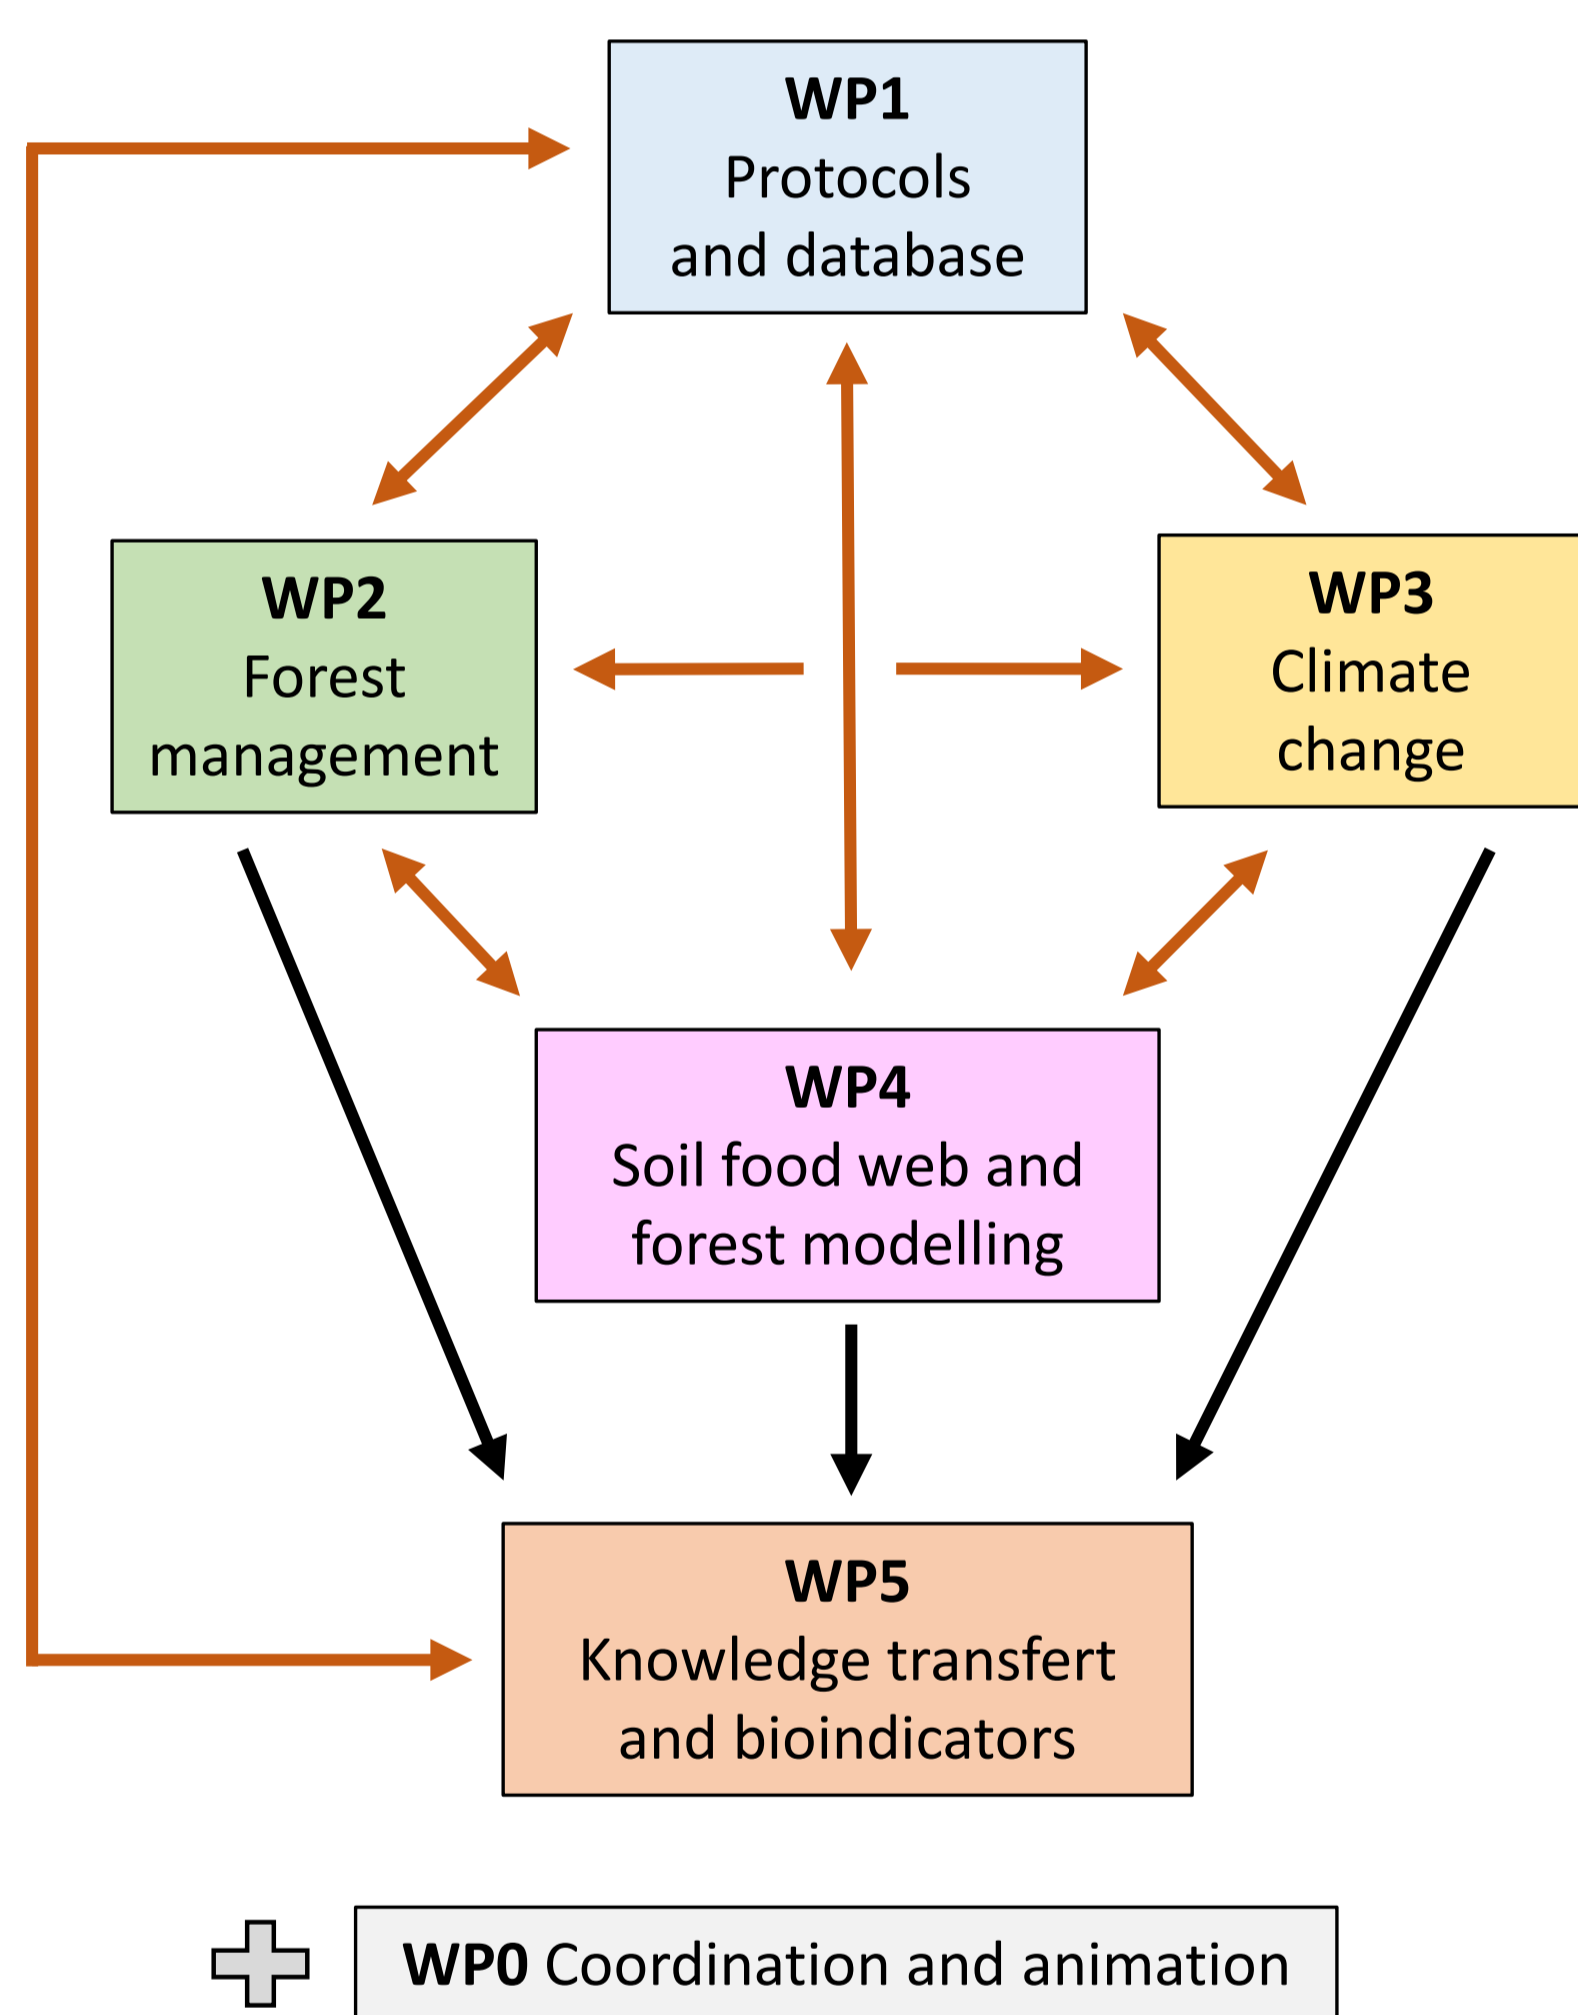 WP1
Protocols
and database
WP2
Forest
management
WP3
Climate
change
WP4
Soil food web and
forest modelling
WP5
Knowledge transfert
and bioindicators
WP0 Coordination and animation